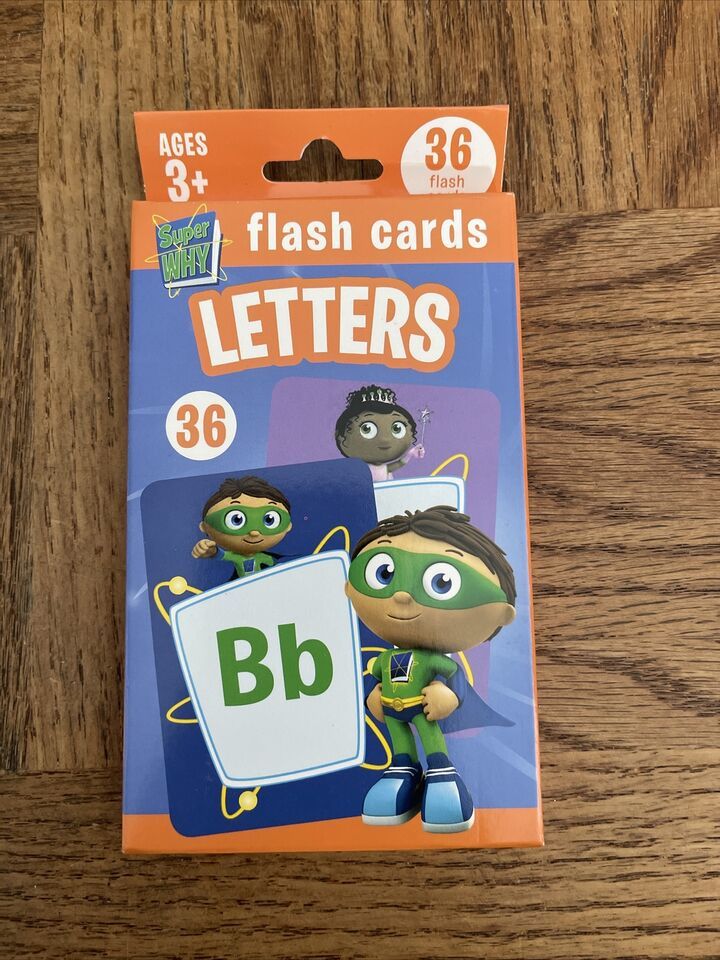 AGES
3+
36
flash
Super
WHY!
flash cards
LETTERS
36
Bb